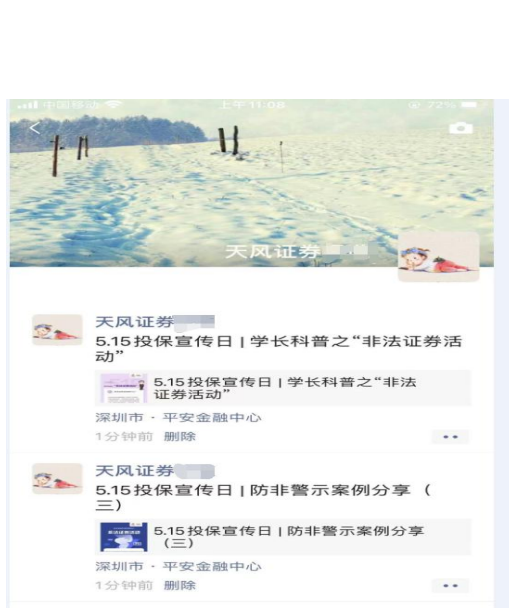 中国移动
上午11:08
72%
天风证券
天风证券
5.15投保宣传日 | 学长科普之“非法证券活
动”
5.15投保宣传日 | 学长科普之“非法
证券活动”
深圳市 · 平安金融中心
1分钟前 删除
天风证券
5.15投保宣传日 | 防非警示案例分享（
三）
5.15投保宣传日 | 防非警示案例分享
（三）
深圳市 · 平安金融中心
1分钟前 删除